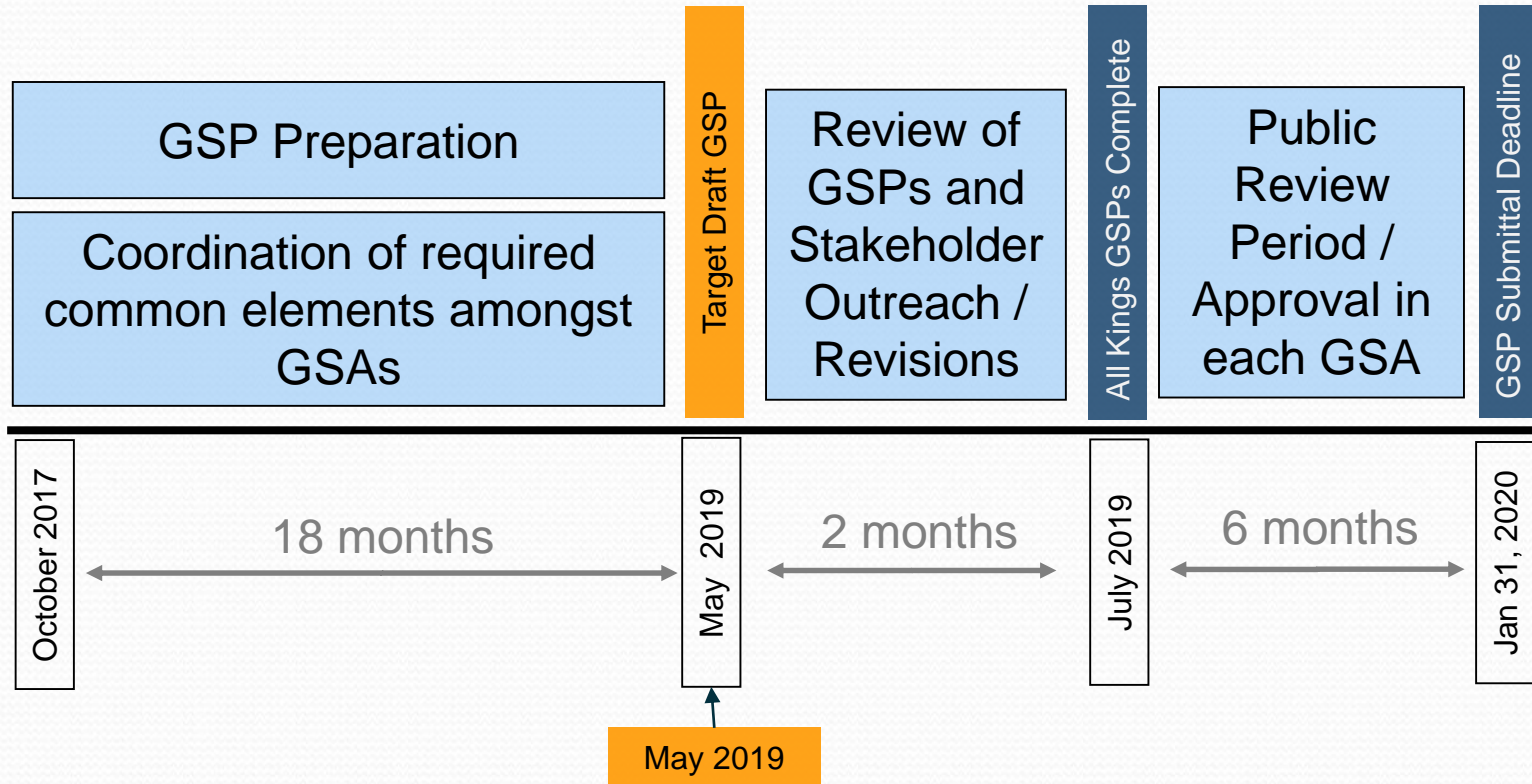 GSP Preparation
Coordination of required
common elements amongst
GSAs
Target Draft GSP
Review of
GSPs and
Stakeholder
Outreach /
Revisions
All Kings GSPs Complete
Public
Review
Period /
Approval in
each GSA
GSP Submittal Deadline
October 2017
18 months
May 2019
2 months
July 2019
6 months
Jan 31, 2020
May 2019